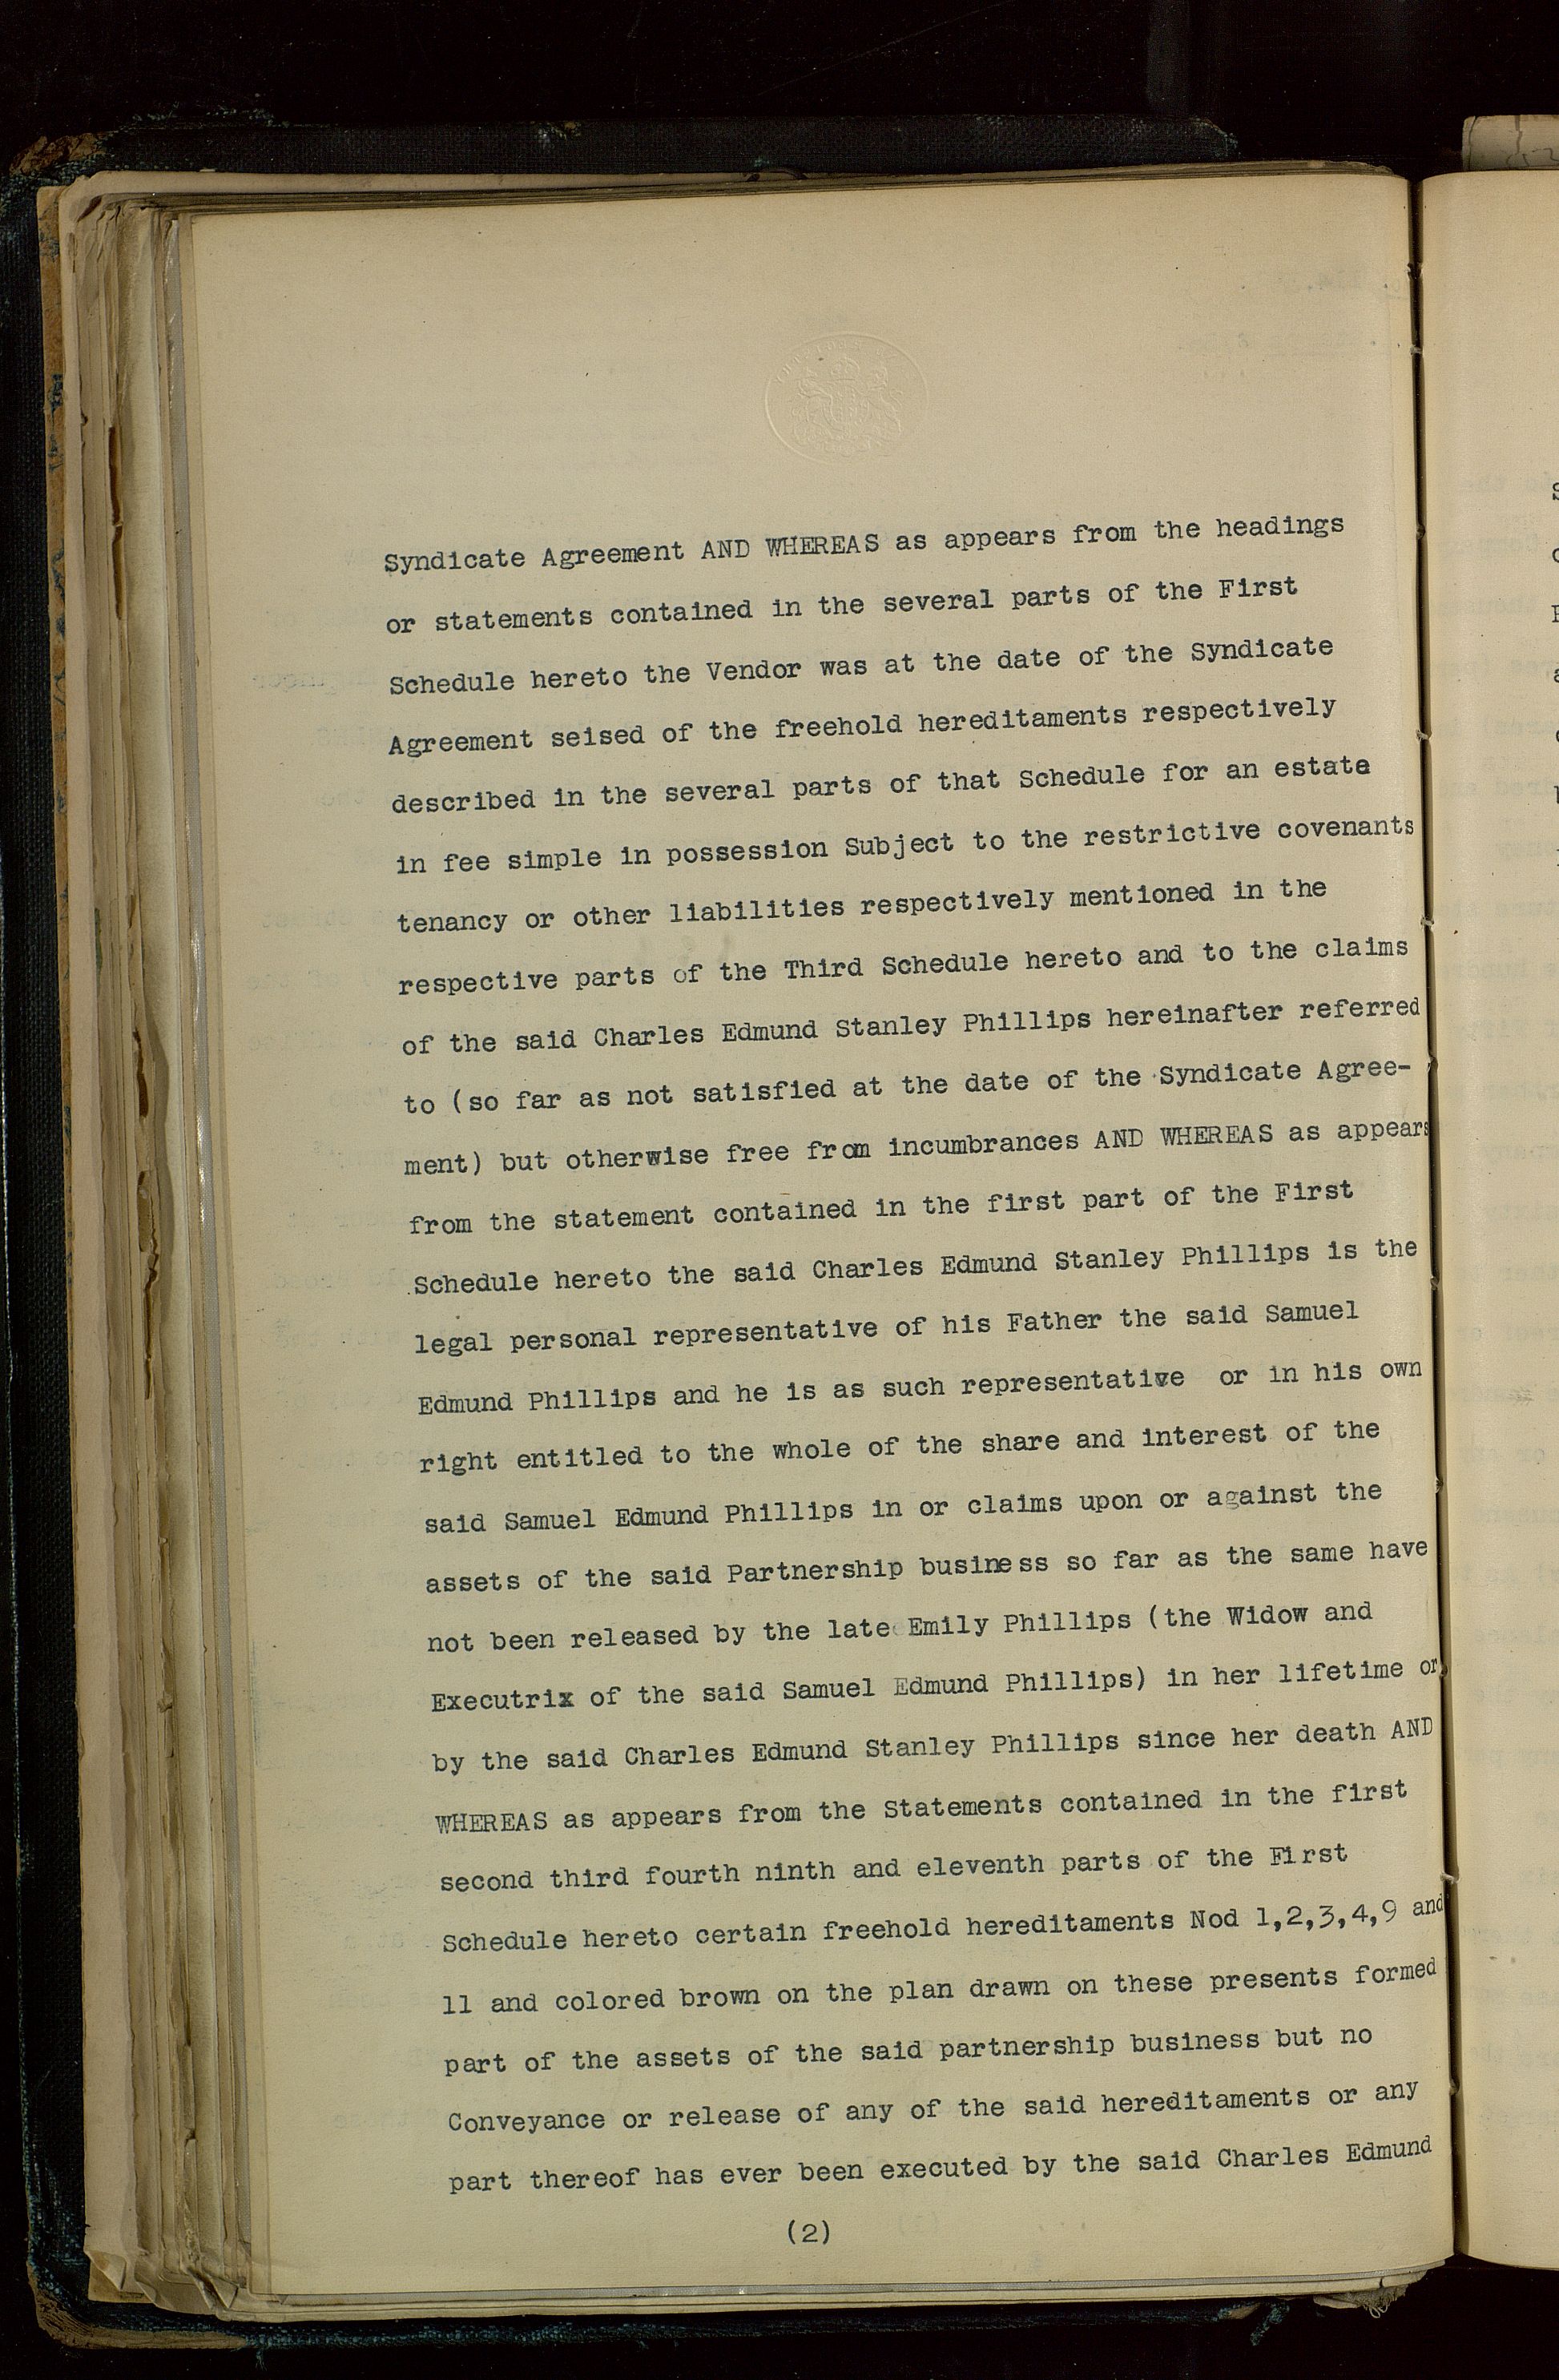 Syndicate Agreement AND WHEREAS as appears from the headings
or statements contained in the several parts of the First
Schedule hereto the Vendor was at the date of the Syndicate
Agreement seised of the freehold hereditaments respectively
described in the several parts of that Schedule for an estate
in fee simple in possession Subject to the restrictive covenants
tenancy or other liabilities respectively mentioned in the
respective parts of the Third Schedule hereto and to the claims
of the said Charles Edmund Stanley Phillips hereinafter referred
to (so far as not satisfied at the date of the Syndicate Agree-
ment) but otherwise free from incumbrances AND WHEREAS as appears
from the statement contained in the first part of the First
Schedule hereto the said Charles Edmund Stanley Phillips is the
legal personal representative of his Father the said Samuel
Edmund Phillips and he is as such representative or in his own
right entitled to the whole of the share and interest of the
said Samuel Edmund Phillips in or claims upon or against the
assets of the said Partnership business so far as the same have
not been released by the late Emily Phillips (the Widow and
Executrix of the said Samuel Edmund Phillips) in her lifetime or
by the said Charles Edmund Stanley Phillips since her death AND
WHEREAS as appears from the Statements contained in the first
second third fourth ninth and eleventh parts of the First
Schedule hereto certain freehold hereditaments Nod 1,2,3,4,9 and
11 and colored brown on the plan drawn on these presents formed
part of the assets of the said partnership business but no
Conveyance or release of any of the said hereditaments or any
part thereof has ever been executed by the said Charles Edmund
(2)